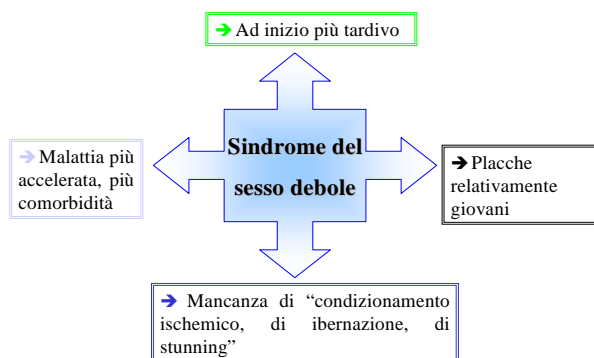 ➔ Ad inizio più tardivo
Sindrome del
sesso debole
➔ Malattia più
accelerata, più
comorbidità
➔ Placche
relativamente
giovani
➔ Mancanza di “condizionamento
ischemico, di ibernazione, di
stunning”